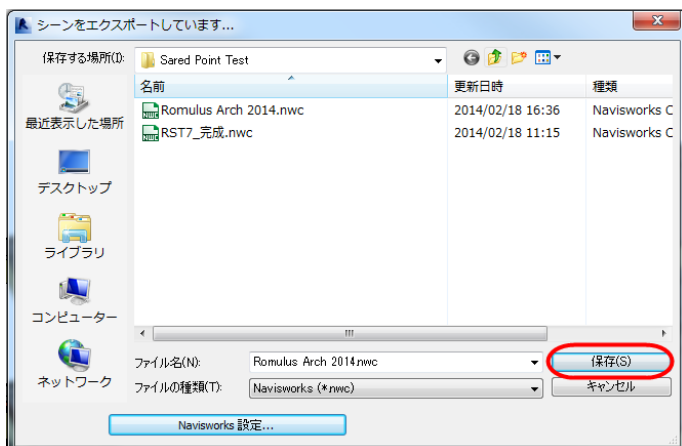 シーンをエクスポートしています...
保存する場所(I): Sared Point Test
名前 更新日時 種類
Romulus Arch 2014.nwc 2014/02/18 16:36 Navisworks C
RST7_完成.nwc 2014/02/18 11:15 Navisworks C
最近表示した場所
デスクトップ
ライブラリ
コンピューター
ネットワーク
ファイル名(N): Romulus Arch 2014.nwc 保存(S)
ファイルの種類(T): Navisworks (*.nwc) キャンセル
Navisworks 設定...